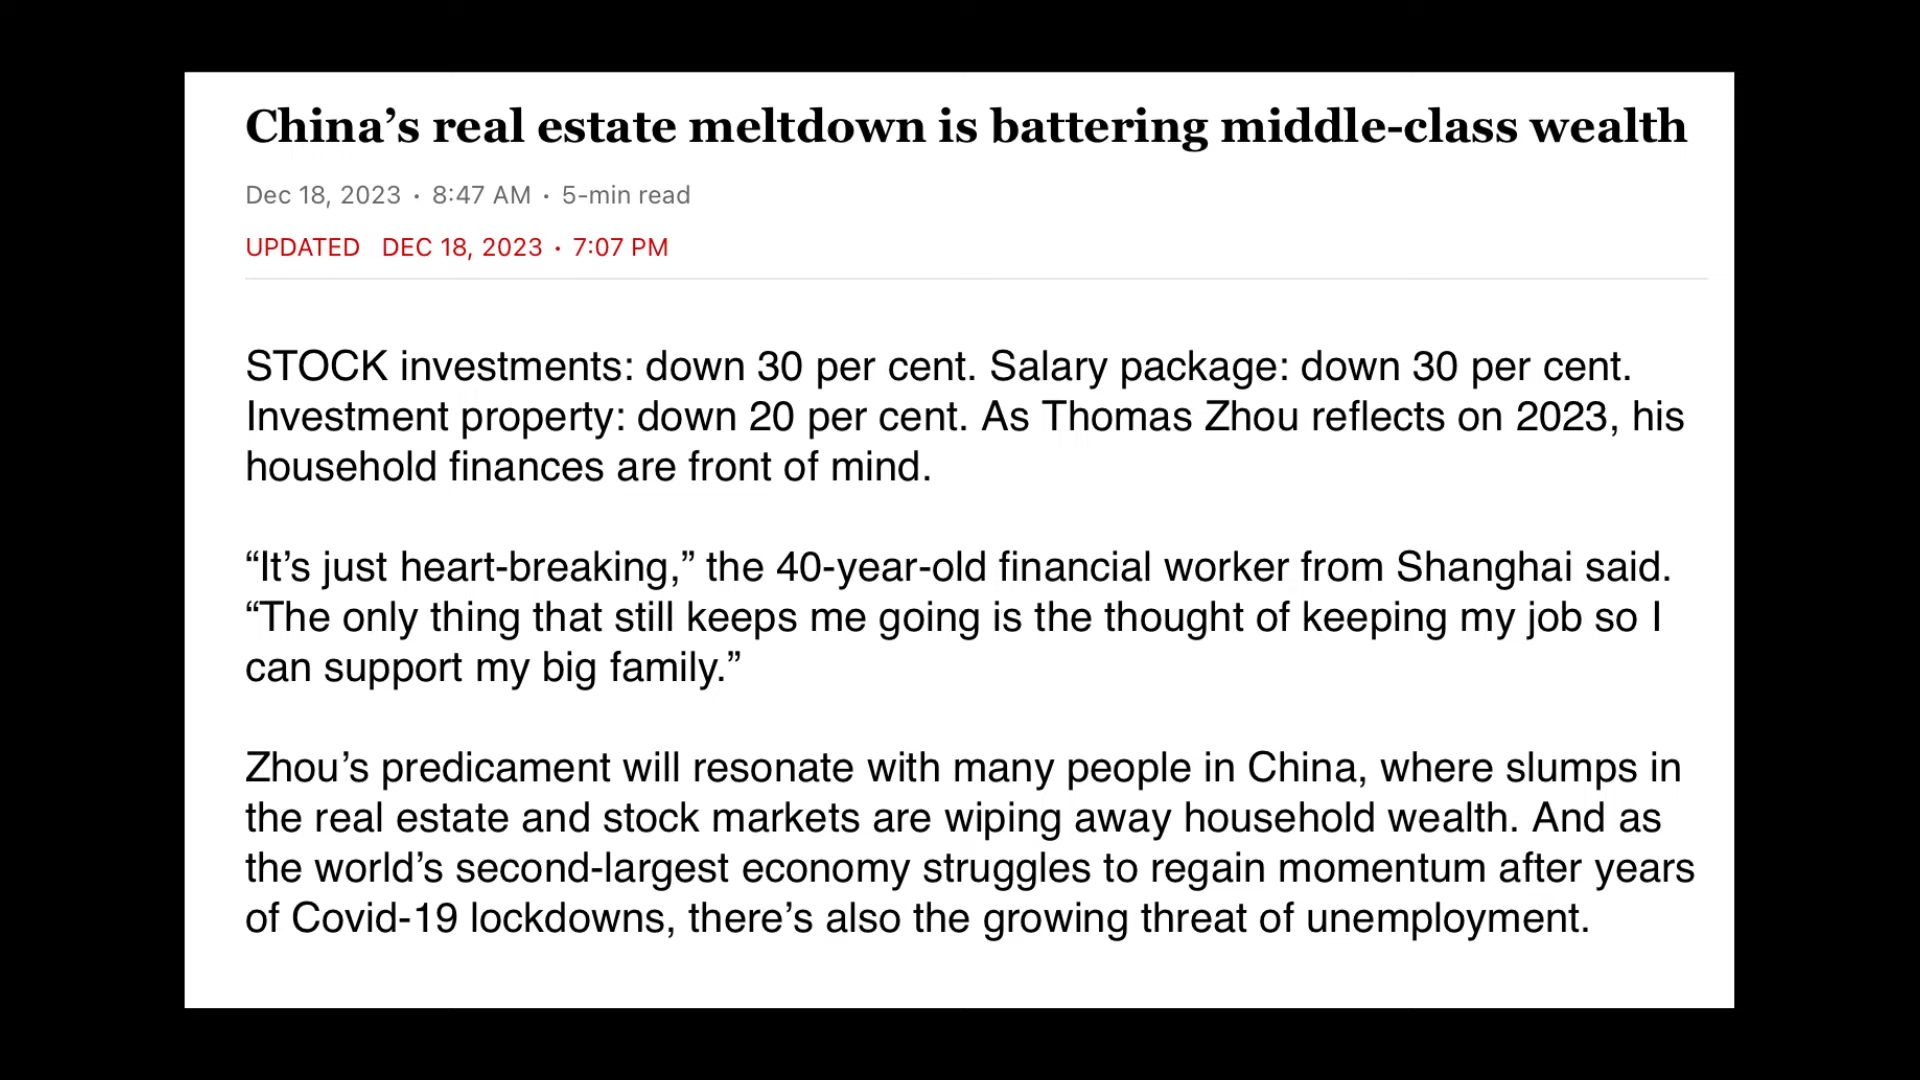 China’s real estate meltdown is battering middle-class wealth
Dec 18, 2023 · 8:47 AM · 5-min read
UPDATED DEC 18, 2023 · 7:07 PM
STOCK investments: down 30 per cent. Salary package: down 30 per cent.
Investment property: down 20 per cent. As Thomas Zhou reflects on 2023, his
household finances are front of mind.
“It’s just heart-breaking,” the 40-year-old financial worker from Shanghai said.
“The only thing that still keeps me going is the thought of keeping my job so I
can support my big family.”
Zhou’s predicament will resonate with many people in China, where slumps in
the real estate and stock markets are wiping away household wealth. And as
the world’s second-largest economy struggles to regain momentum after years
of Covid-19 lockdowns, there’s also the growing threat of unemployment.